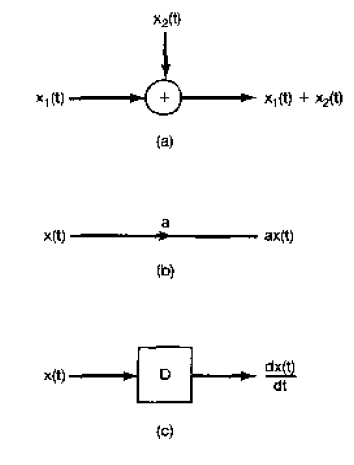 x₂(t)
x₁(t) + x₁(t) + x₂(t)
(a)
a
x(t) ax(t)
(b)
x(t) D dx(t)/dt
(c)